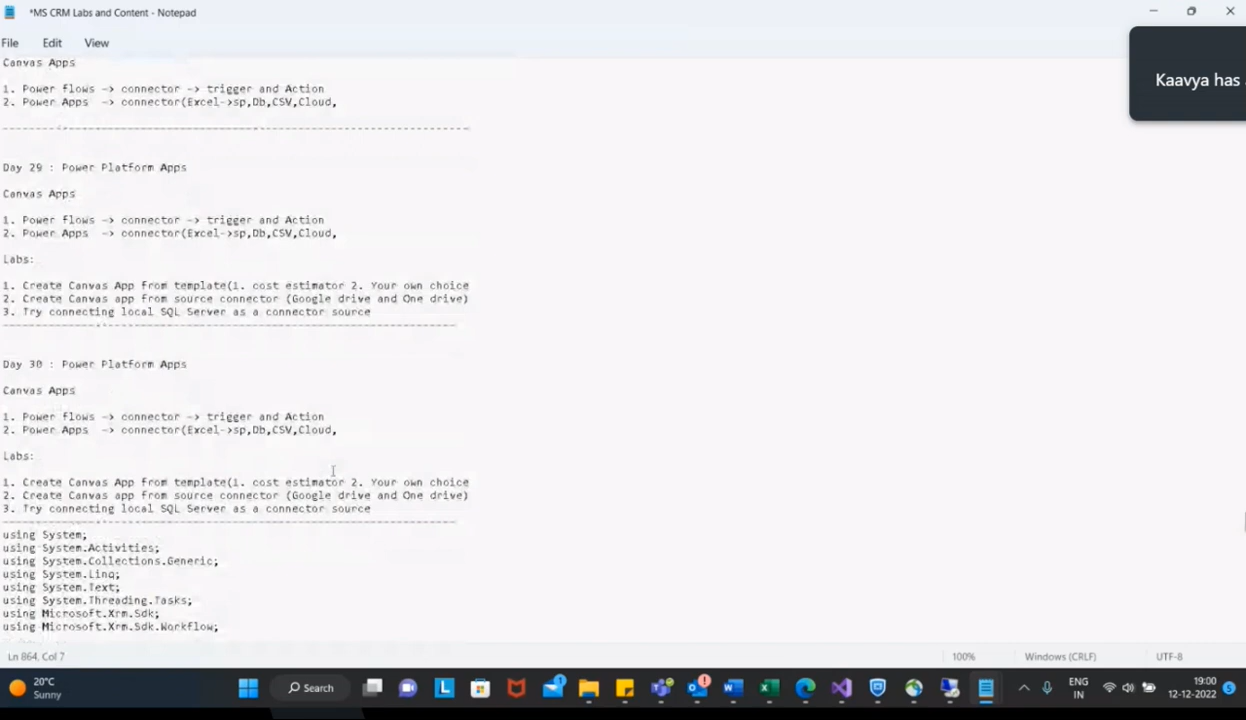 *MS CRM Labs and Content - Notepad
File Edit View
Kaavya has
Canvas Apps
1. Power flows -> connector -> trigger and Action
2. Power Apps -> connector(Excel->sp,Db,CSV,Cloud,
Day 29 : Power Platform Apps
Canvas Apps
1. Power flows -> connector -> trigger and Action
2. Power Apps -> connector(Excel->sp,Db,CSV,Cloud,
Labs:
1. Create Canvas App from template(1. cost estimator 2. Your own choice
2. Create Canvas app from source connector (Google drive and One drive)
3. Try connecting local SQL Server as a connector source
Day 30 : Power Platform Apps
Canvas Apps
1. Power flows -> connector -> trigger and Action
2. Power Apps -> connector(Excel->sp,Db,CSV,Cloud,
Labs:
1. Create Canvas App from template(1. cost estimator 2. Your own choice
2. Create Canvas app from source connector (Google drive and One drive)
3. Try connecting local SQL Server as a connector source
using System;
using System.Activities;
using System.Collections.Generic;
using System.Linq;
using System.Text;
using System.Threading.Tasks;
using Microsoft.Xrm.Sdk;
using Microsoft.Xrm.Sdk.Workflow;
Ln 864, Col 7 100% Windows (CRLF) UTF-8
20°C Search ENG 19:00
Sunny IN 12-12-2022 5